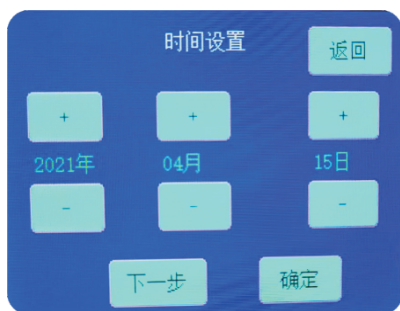 时间设置
返回
+ + +
2021年 04月 15日
- - -
下一步 确定